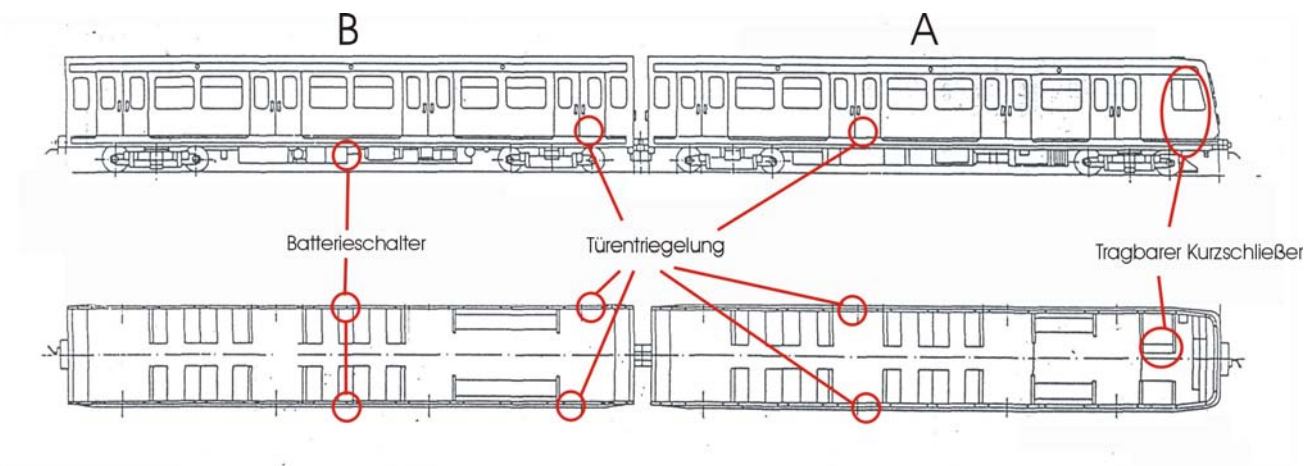 B
A
Batterieschalter
Türentriegelung
Tragbarer Kurzschließer